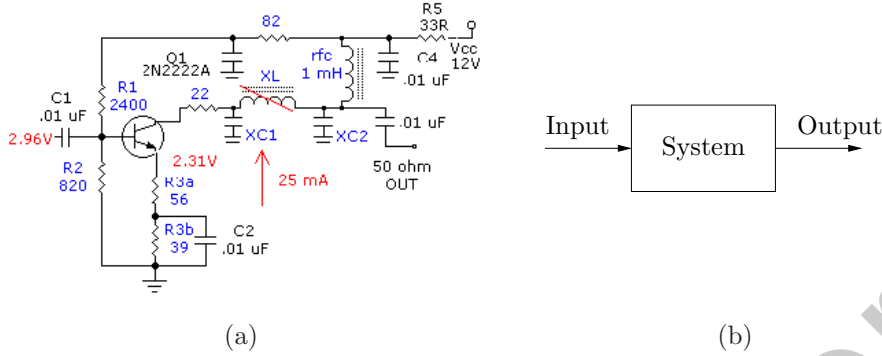 R5
82
33R
Q1
2N2222A
rfc
1 mH
C4
.01 uF
Vcc
12V
XL
R1
2400
22
C1
.01 uF
XC1
XC2
.01 uF
2.96V
2.31V
50 ohm
OUT
R2
820
R3a
56
25 mA
R3b
39
C2
.01 uF
(a)
Input
System
Output
(b)